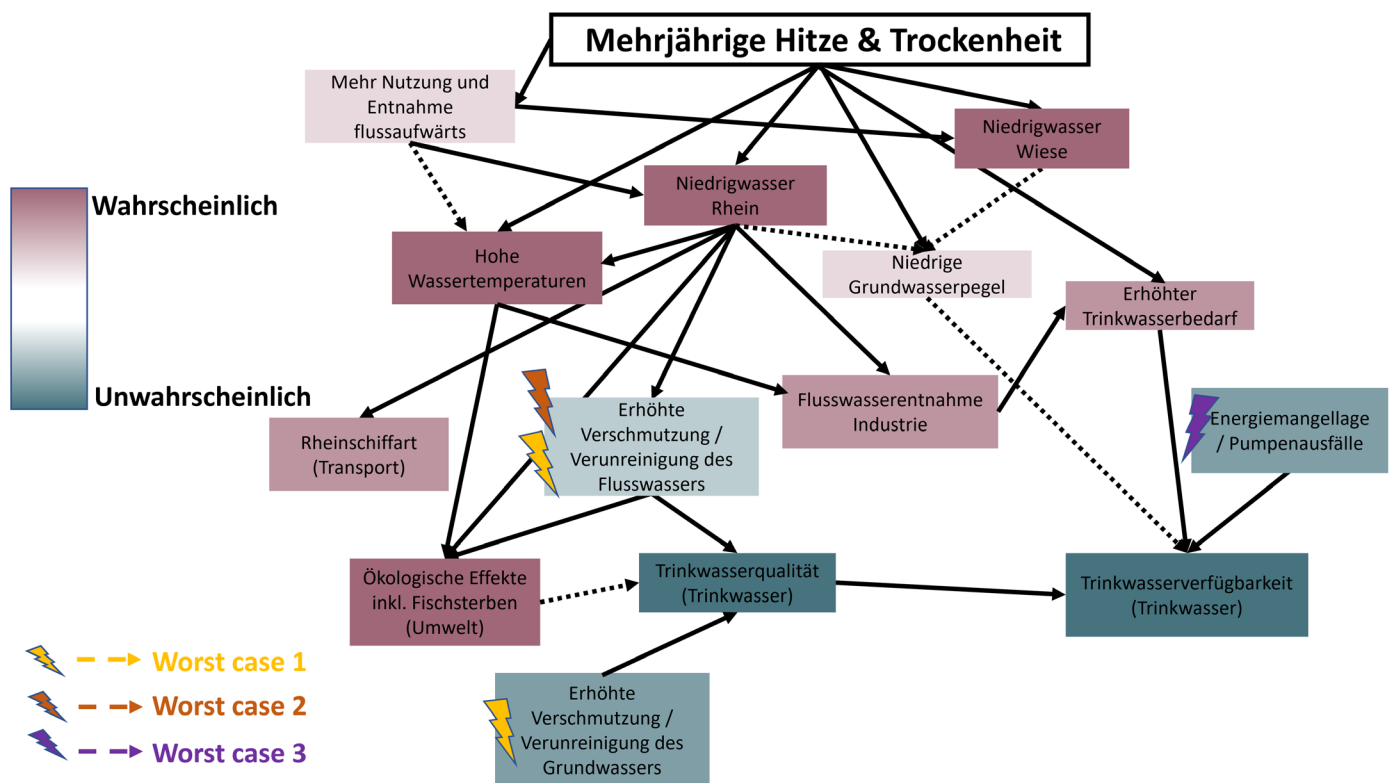 Mehrjährige Hitze & Trockenheit
Mehr Nutzung und
Entnahme
flussaufwärts
Niedrigwasser
Wiese
Niedrigwasser
Rhein
Wahrscheinlich
Unwahrscheinlich
Hohe
Wassertemperaturen
Niedrige
Grundwasserpegel
Erhöhter
Trinkwasserbedarf
Rheinschiffart
(Transport)
Erhöhte
Verschmutzung /
Verunreinigung des
Flusswassers
Flusswasserentnahme
Industrie
Energiemangellage
/ Pumpenausfälle
Ökologische Effekte
inkl. Fischsterben
(Umwelt)
Trinkwasserqualität
(Trinkwasser)
Trinkwasserverfügbarkeit
(Trinkwasser)
Erhöhte
Verschmutzung /
Verunreinigung des
Grundwassers
Worst case 1
Worst case 2
Worst case 3